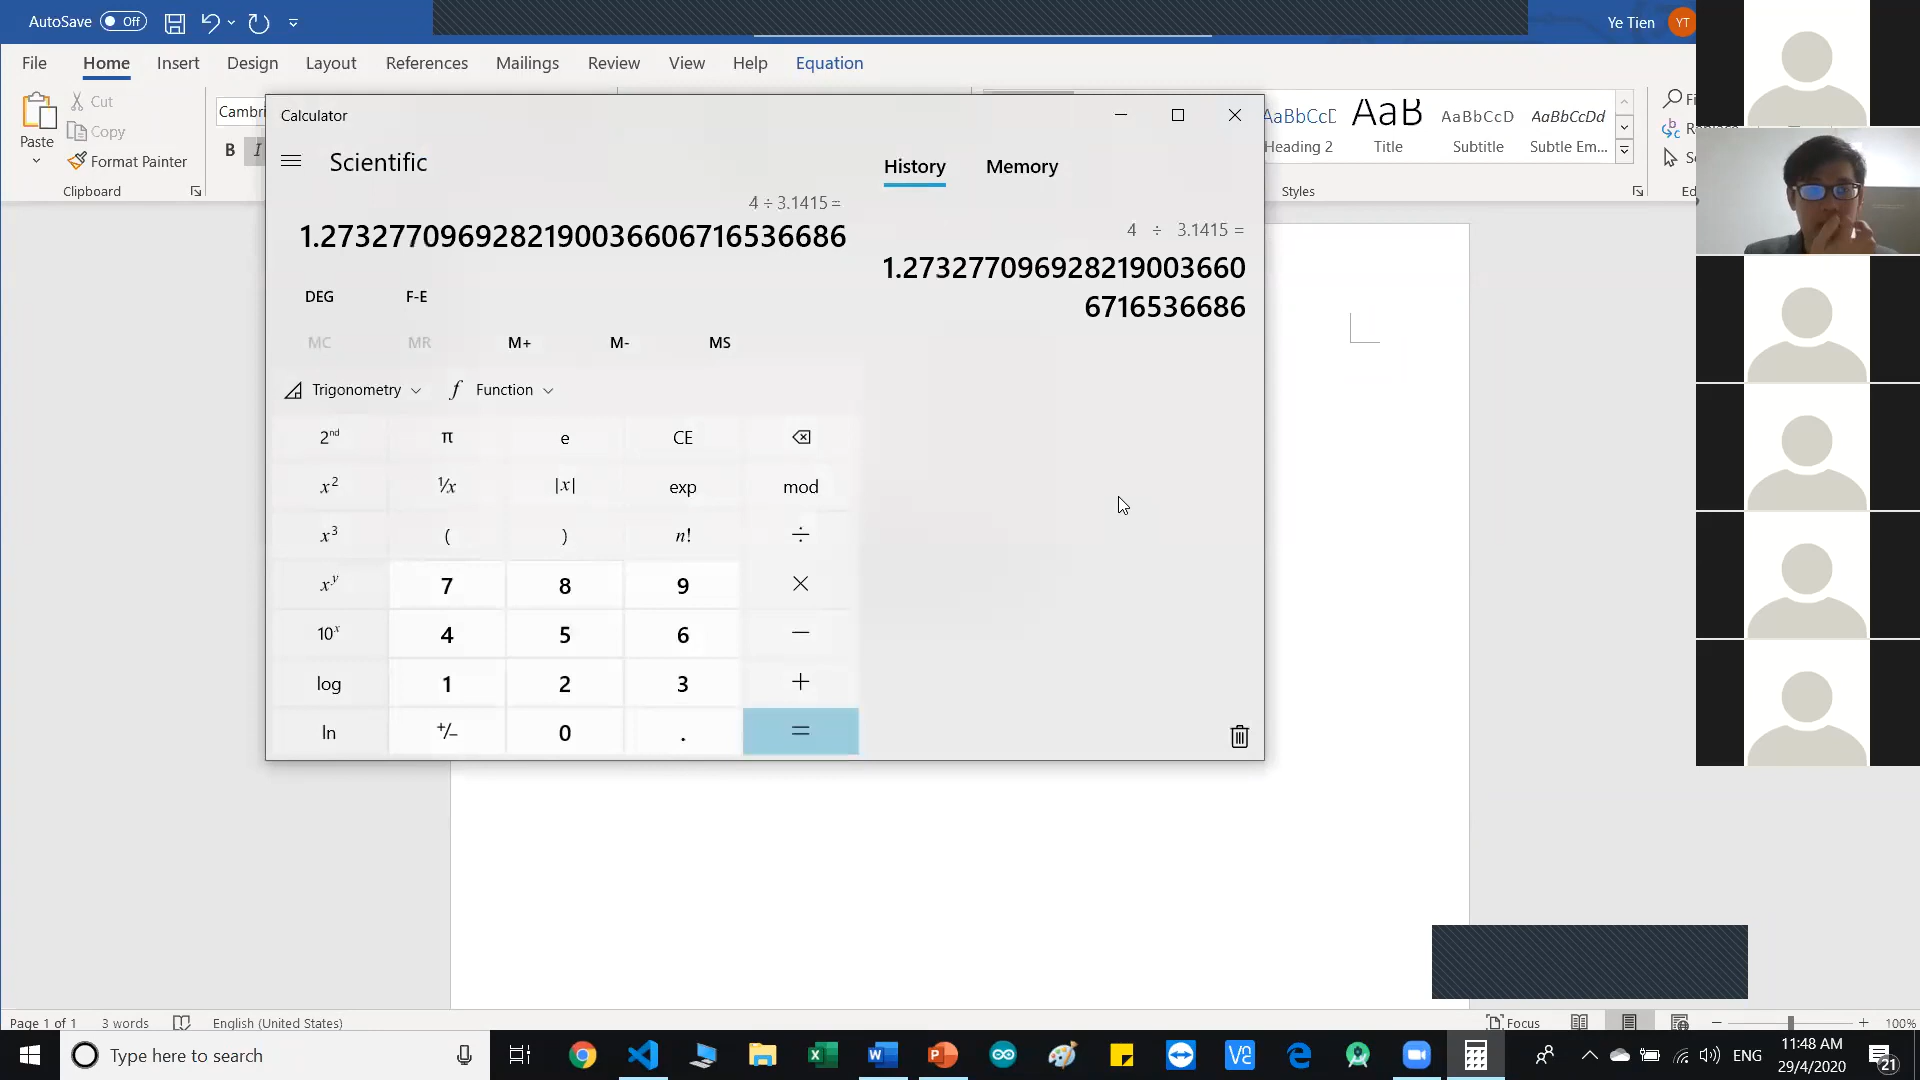 AutoSave Off
Ye Tien YT
File Home Insert Design Layout References Mailings Review View Help Equation
Paste
Cut
Copy
Format Painter
Clipboard
B I
AaBbCcD AaB AaBbCcD AaBbCcDd
Heading 2 Title Subtitle Subtle Em...
Styles
Calculator
Scientific
4 ÷ 3.1415 =
1.2732770969282190036606716536686
DEG F-E
MC MR M+ M- MS
Trigonometry f Function
2nd π e CE
x2 1/x |x| exp mod
x3 ( ) n! ÷
xy 7 8 9 ×
10x 4 5 6 −
log 1 2 3 +
ln +/− 0 . =
History Memory
4 ÷ 3.1415 =
1.273277096928219003660
6716536686
Page 1 of 1 3 words English (United States)
Focus 100%
Type here to search
ENG
11:48 AM
29/4/2020
21